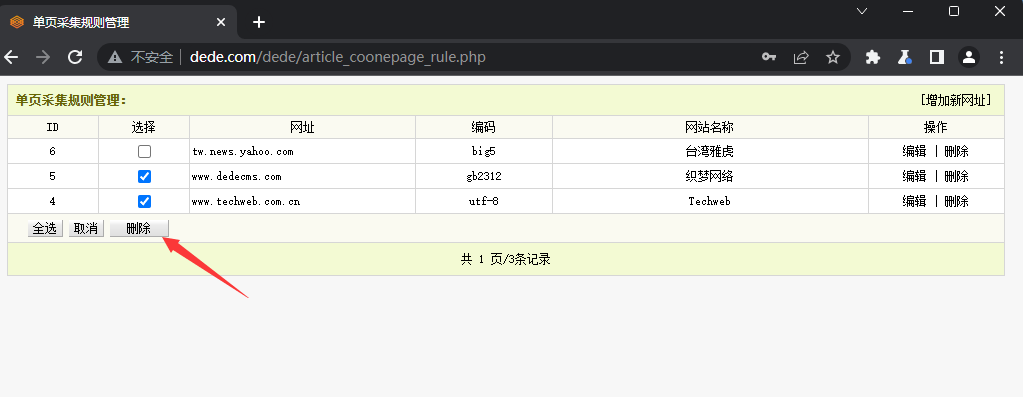 单页采集规则管理
不安全 dede.com/dede/article_coonepage_rule.php
单页采集规则管理： [增加新网址]
ID 选择 网址 编码 网站名称 操作
6 tw.news.yahoo.com big5 台湾雅虎 编辑 | 删除
5 www.dedecms.com gb2312 织梦网络 编辑 | 删除
4 www.techweb.com.cn utf-8 Techweb 编辑 | 删除
全选 取消 删除
共 1 页/3条记录